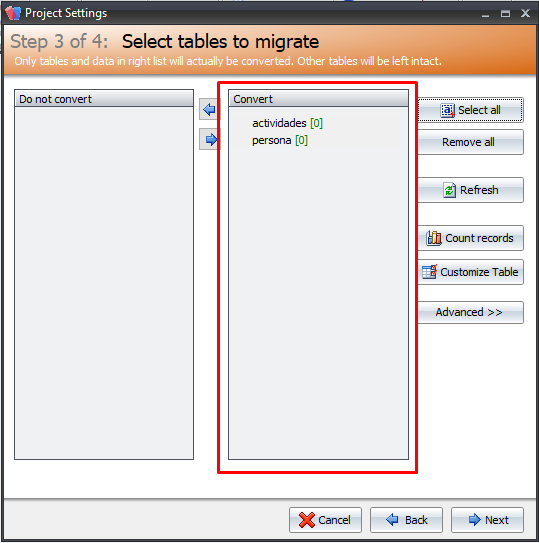 Project Settings
Step 3 of 4: Select tables to migrate
Only tables and data in right list will actually be converted. Other tables will be left intact.
Do not convert
Convert
actividades [0]
persona [0]
Select all
Remove all
Refresh
Count records
Customize Table
Advanced >>
Cancel
Back
Next